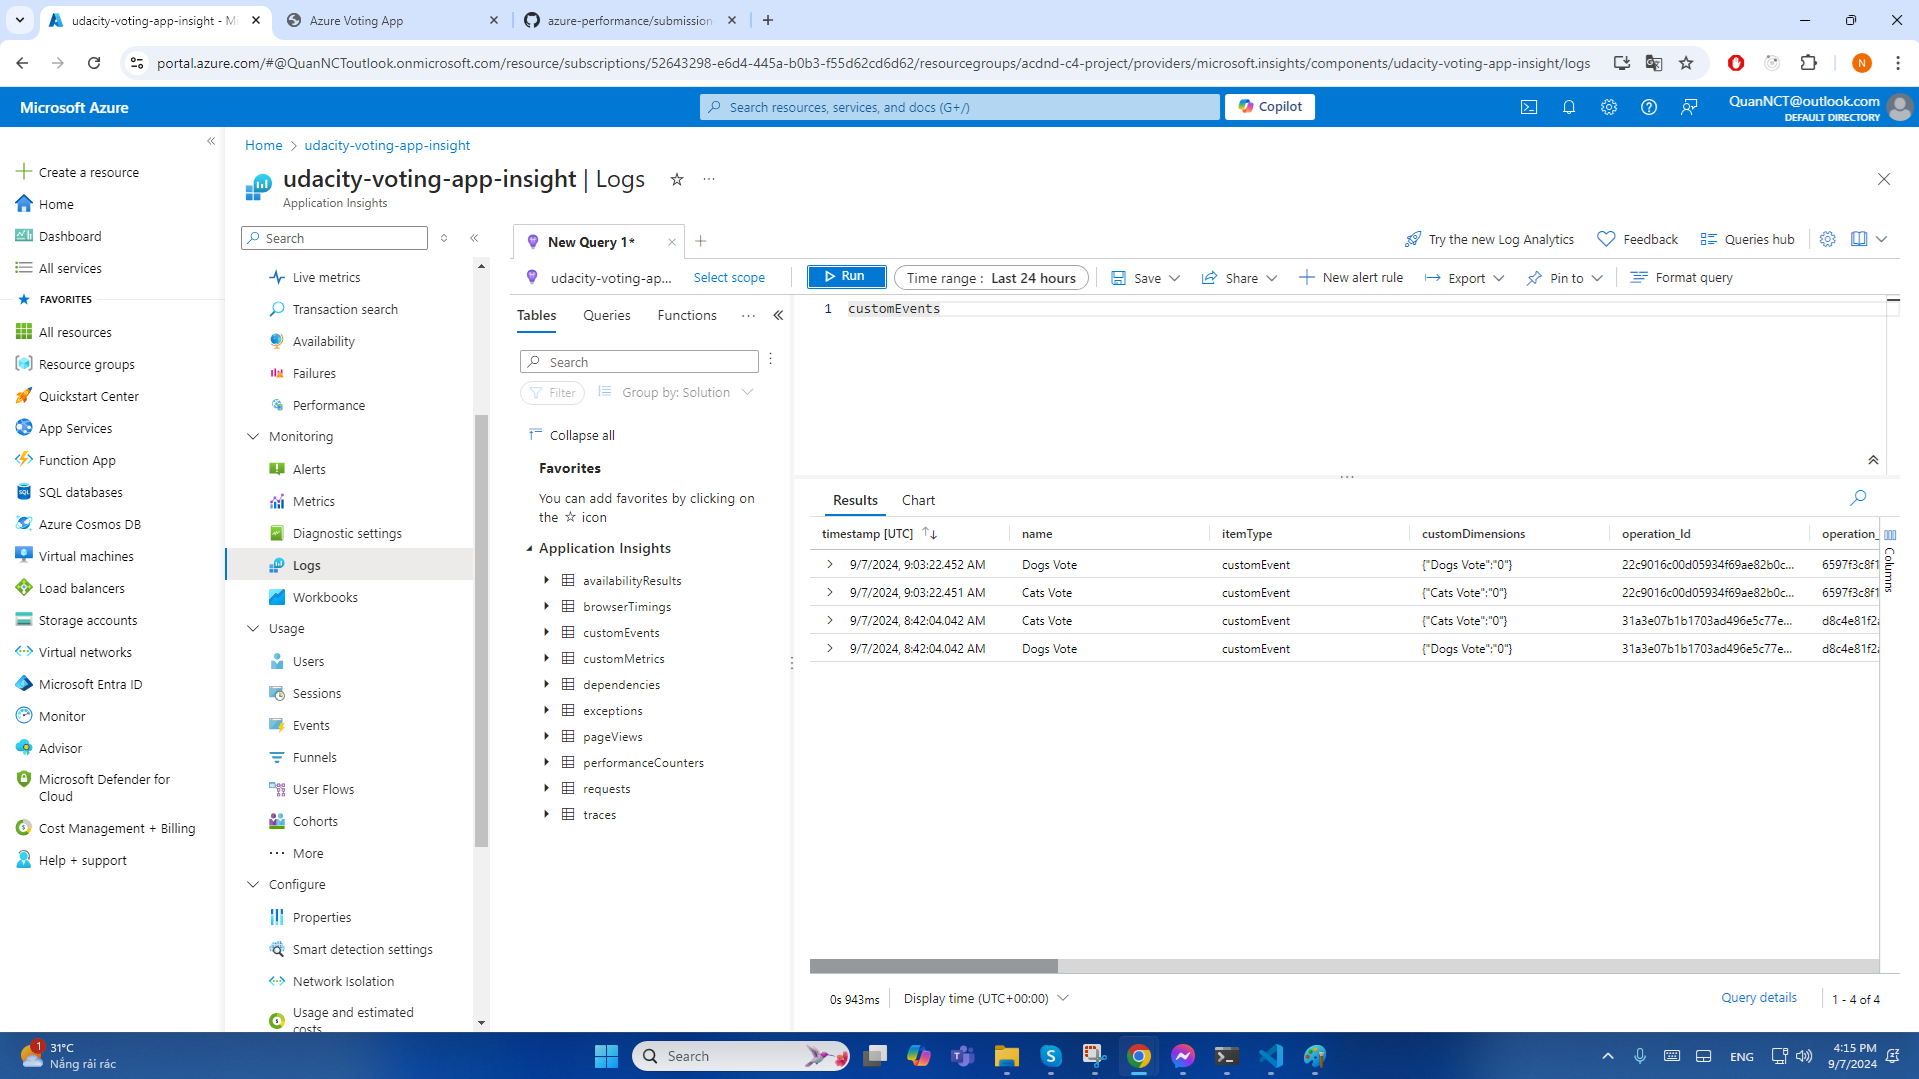 udacity-voting-app-insight - Mi
Azure Voting App
azure-performance/submission
portal.azure.com/#@QuanNCToutlook.onmicrosoft.com/resource/subscriptions/52643298-e6d4-445a-b0b3-f55d62cd6d62/resourcegroups/acdnd-c4-project/providers/microsoft.insights/components/udacity-voting-app-insight/logs
N
Microsoft Azure
Search resources, services, and docs (G+/)
Copilot
QuanNCT@outlook.com
DEFAULT DIRECTORY
Create a resource
Home
Dashboard
All services
FAVORITES
All resources
Resource groups
Quickstart Center
App Services
Function App
SQL databases
Azure Cosmos DB
Virtual machines
Load balancers
Storage accounts
Virtual networks
Microsoft Entra ID
Monitor
Advisor
Microsoft Defender for
Cloud
Cost Management + Billing
Help + support
Home > udacity-voting-app-insight
udacity-voting-app-insight | Logs
Application Insights
Search
Live metrics
Transaction search
Availability
Failures
Performance
Monitoring
Alerts
Metrics
Diagnostic settings
Logs
Workbooks
Usage
Users
Sessions
Events
Funnels
User Flows
Cohorts
More
Configure
Properties
Smart detection settings
Network Isolation
Usage and estimated
costs
New Query 1*
Try the new Log Analytics
Feedback
Queries hub
udacity-voting-ap...
Select scope
Run
Time range : Last 24 hours
Save
Share
New alert rule
Export
Pin to
Format query
Tables Queries Functions
Search
Filter
Group by: Solution
Collapse all
Favorites
You can add favorites by clicking on
the ☆ icon
Application Insights
availabilityResults
browserTimings
customEvents
customMetrics
dependencies
exceptions
pageViews
performanceCounters
requests
traces
1 customEvents
Results Chart
timestamp [UTC] name itemType customDimensions operation_Id operation_
9/7/2024, 9:03:22.452 AM Dogs Vote customEvent {"Dogs Vote":"0"} 22c9016c00d05934f69ae82b0c... 6597f3c8f1
9/7/2024, 9:03:22.451 AM Cats Vote customEvent {"Cats Vote":"0"} 22c9016c00d05934f69ae82b0c... 6597f3c8f1
9/7/2024, 8:42:04.042 AM Cats Vote customEvent {"Cats Vote":"0"} 31a3e07b1b1703ad496e5c77e... d8c4e81f2a
9/7/2024, 8:42:04.042 AM Dogs Vote customEvent {"Dogs Vote":"0"} 31a3e07b1b1703ad496e5c77e... d8c4e81f2a
Columns
0s 943ms
Display time (UTC+00:00)
Query details
1 - 4 of 4
1
31°C
Nắng rải rác
Search
ENG
4:15 PM
9/7/2024